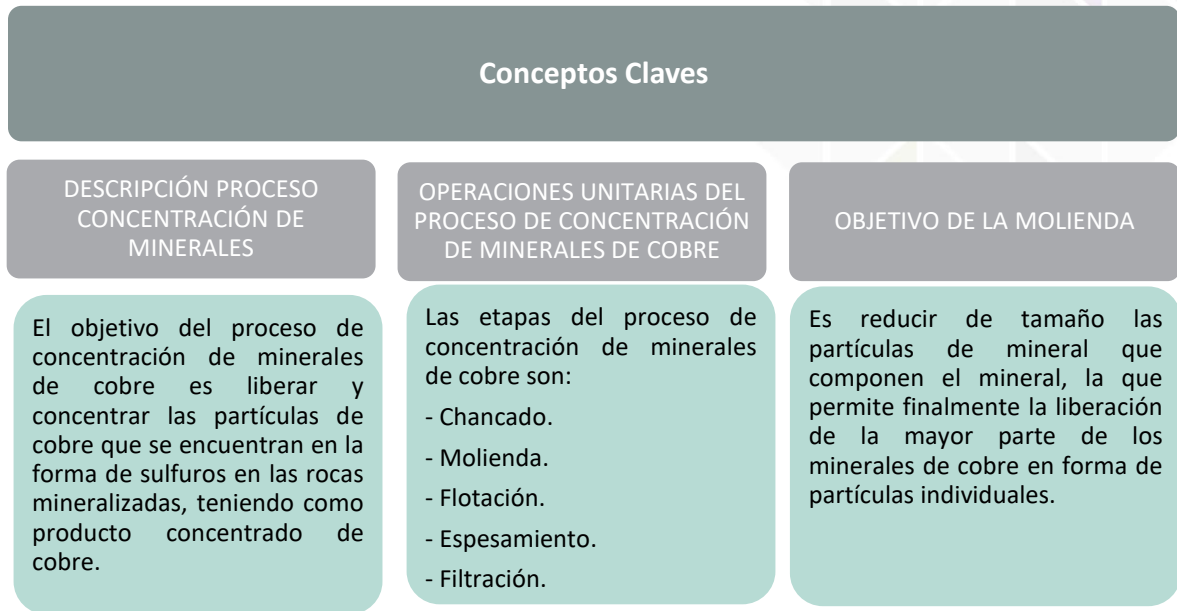 Conceptos Claves
DESCRIPCIÓN PROCESO
CONCENTRACIÓN DE
MINERALES
El objetivo del proceso de
concentración de minerales
de cobre es liberar y
concentrar las partículas de
cobre que se encuentran en la
forma de sulfuros en las rocas
mineralizadas, teniendo como
producto concentrado de
cobre.
OPERACIONES UNITARIAS DEL
PROCESO DE CONCENTRACIÓN
DE MINERALES DE COBRE
Las etapas del proceso de
concentración de minerales
de cobre son:
- Chancado.
- Molienda.
- Flotación.
- Espesamiento.
- Filtración.
OBJETIVO DE LA MOLIENDA
Es reducir de tamaño las
partículas de mineral que
componen el mineral, la que
permite finalmente la liberación
de la mayor parte de los
minerales de cobre en forma de
partículas individuales.